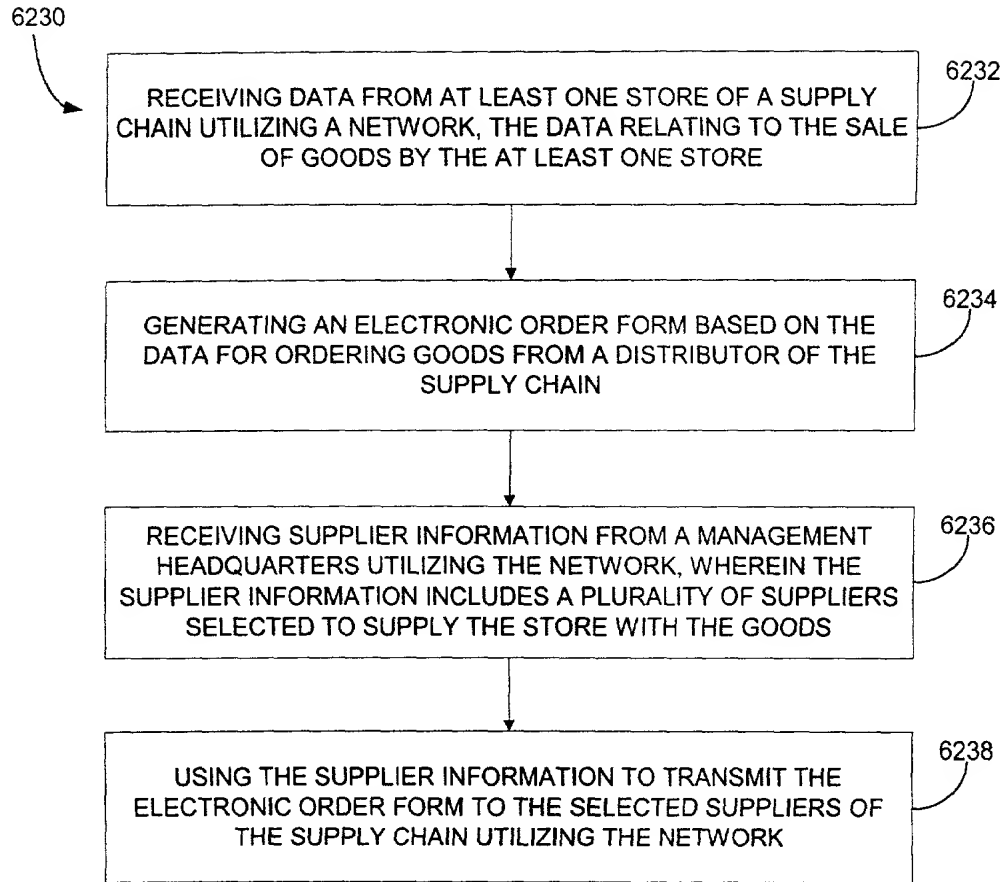 6230
6232
RECEIVING DATA FROM AT LEAST ONE STORE OF A SUPPLY
CHAIN UTILIZING A NETWORK, THE DATA RELATING TO THE SALE
OF GOODS BY THE AT LEAST ONE STORE
6234
GENERATING AN ELECTRONIC ORDER FORM BASED ON THE
DATA FOR ORDERING GOODS FROM A DISTRIBUTOR OF THE
SUPPLY CHAIN
6236
RECEIVING SUPPLIER INFORMATION FROM A MANAGEMENT
HEADQUARTERS UTILIZING THE NETWORK, WHEREIN THE
SUPPLIER INFORMATION INCLUDES A PLURALITY OF SUPPLIERS
SELECTED TO SUPPLY THE STORE WITH THE GOODS
6238
USING THE SUPPLIER INFORMATION TO TRANSMIT THE
ELECTRONIC ORDER FORM TO THE SELECTED SUPPLIERS OF
THE SUPPLY CHAIN UTILIZING THE NETWORK